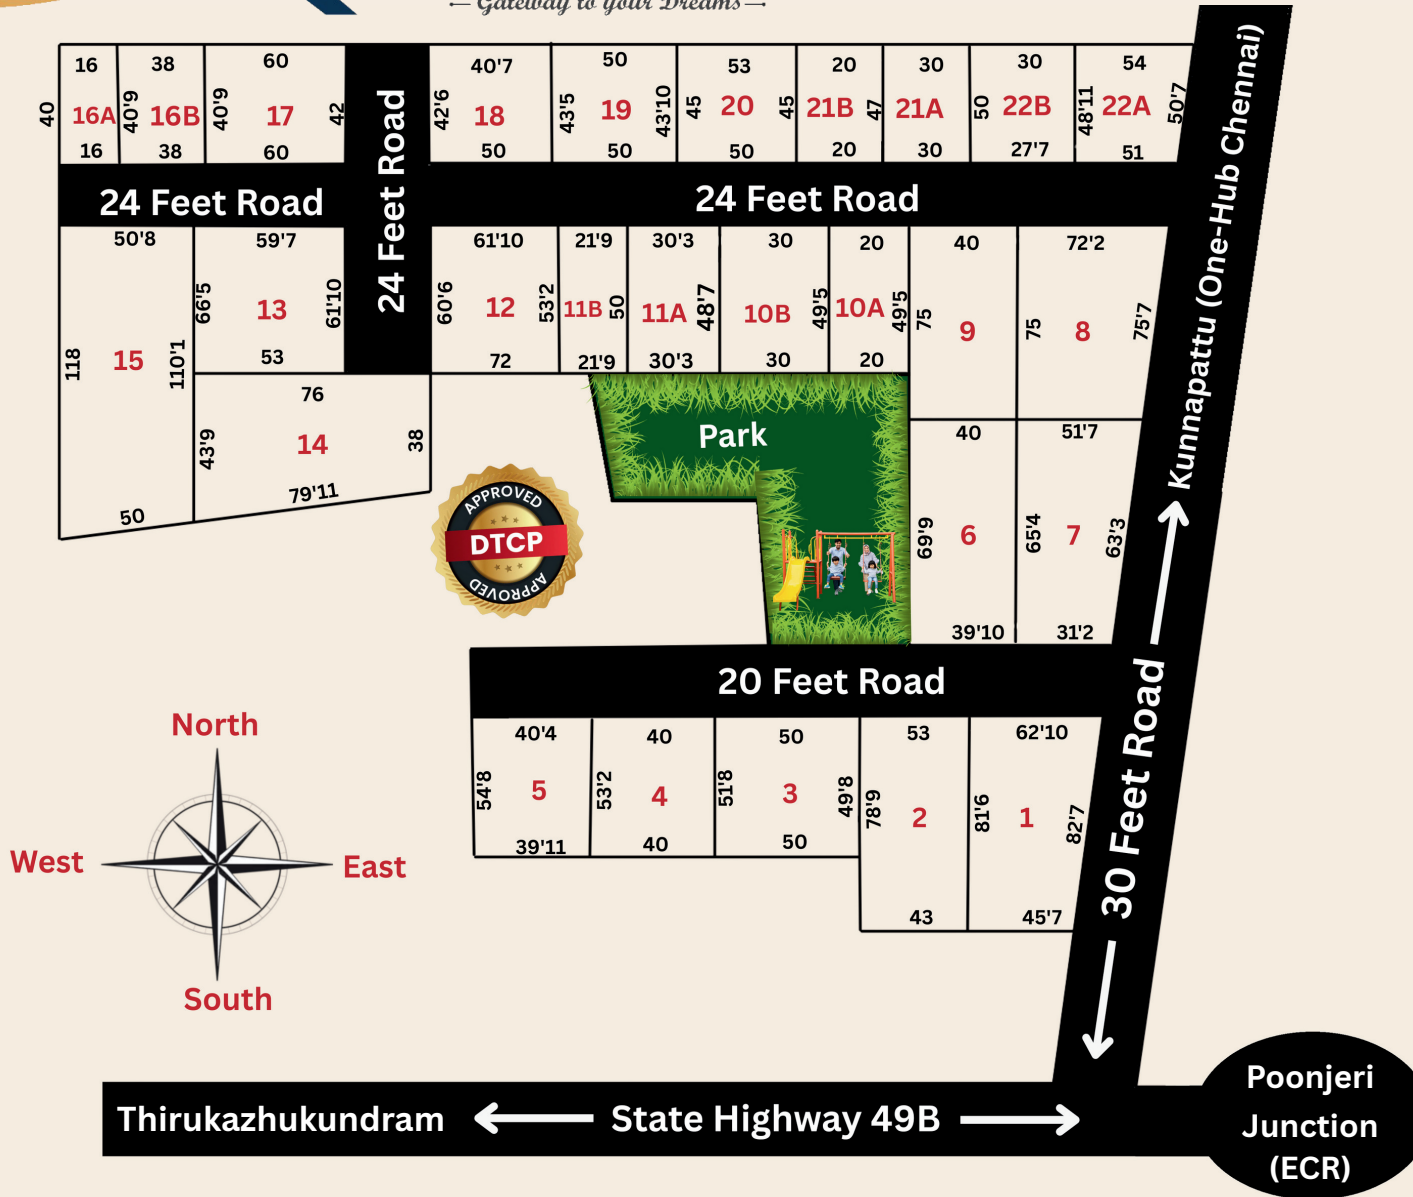 Gateway to your Dreams
16 38 60 40'7 50 53 20 30 30 54
40 16A 40'9 16B 40'9 17 42 42'6 18 43'5 19 43'10 45 20 45 21B 47 21A 50 22B 48'11 22A 50'7
16 38 60 50 50 50 20 30 27'7 51
24 Feet Road
24 Feet Road
24 Feet Road
50'8 59'7 61'10 21'9 30'3 30 20 40 72'2
118 15 110'1 66'5 13 61'10 60'6 12 53'2 11B 50 11A 48'7 10B 49'5 10A 49'5 75 9 75 8 75'7
53 72 21'9 30'3 30 20
76
43'9 14 38
79'11
50
Park
40 51'7
69'9 6 65'4 7 63'3
39'10 31'2
APPROVED
DTCP
APPROVED
20 Feet Road
40'4 40 50 53 62'10
54'8 5 53'2 4 51'8 3 49'8 78'9 2 81'6 1 82'7
39'11 40 50
43 45'7
Kunnapattu (One-Hub Chennai)
30 Feet Road
North
West East
South
Thirukazhukundram State Highway 49B
Poonjeri
Junction
(ECR)